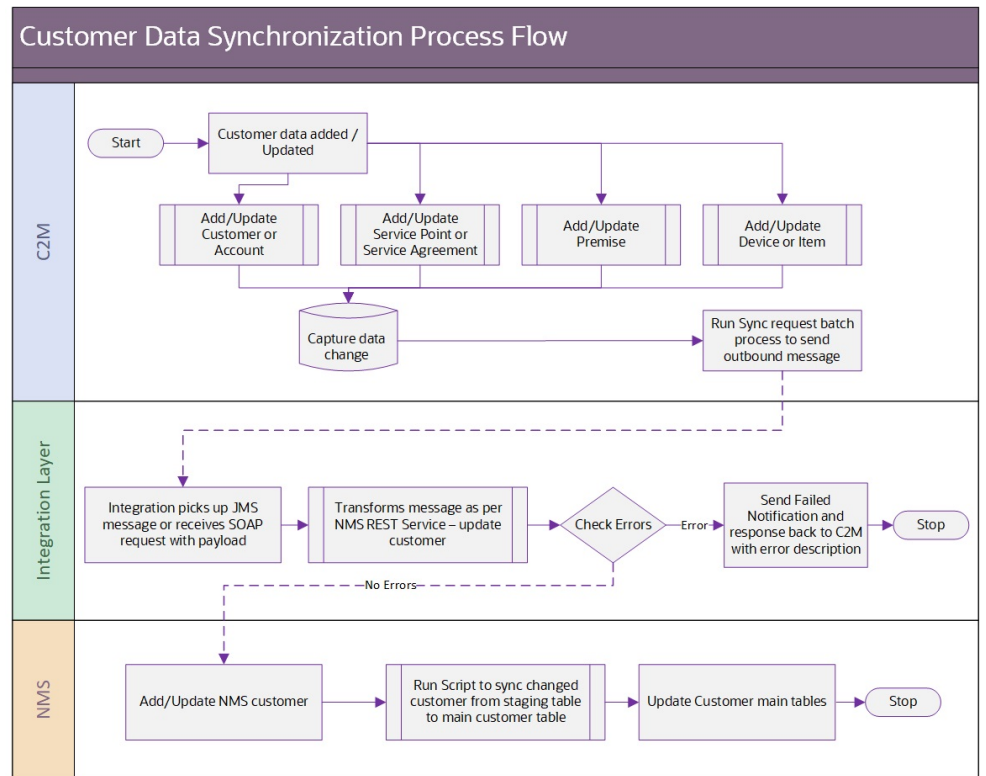 Customer Data Synchronization Process Flow
C2M
Start
Customer data added /
Updated
Add/Update
Customer or
Account
Add/Update
Service Point or
Service Agreement
Add/Update
Premise
Add/Update
Device or Item
Capture data
change
Run Sync request batch
process to send
outbound message
Integration Layer
Integration picks up JMS
message or receives SOAP
request with payload
Transforms message as per
NMS REST Service – update
customer
Check Errors
Error
Send Failed
Notification and
response back to C2M
with error description
Stop
No Errors
NMS
Add/Update NMS customer
Run Script to sync changed
customer from staging table
to main customer table
Update Customer main tables
Stop